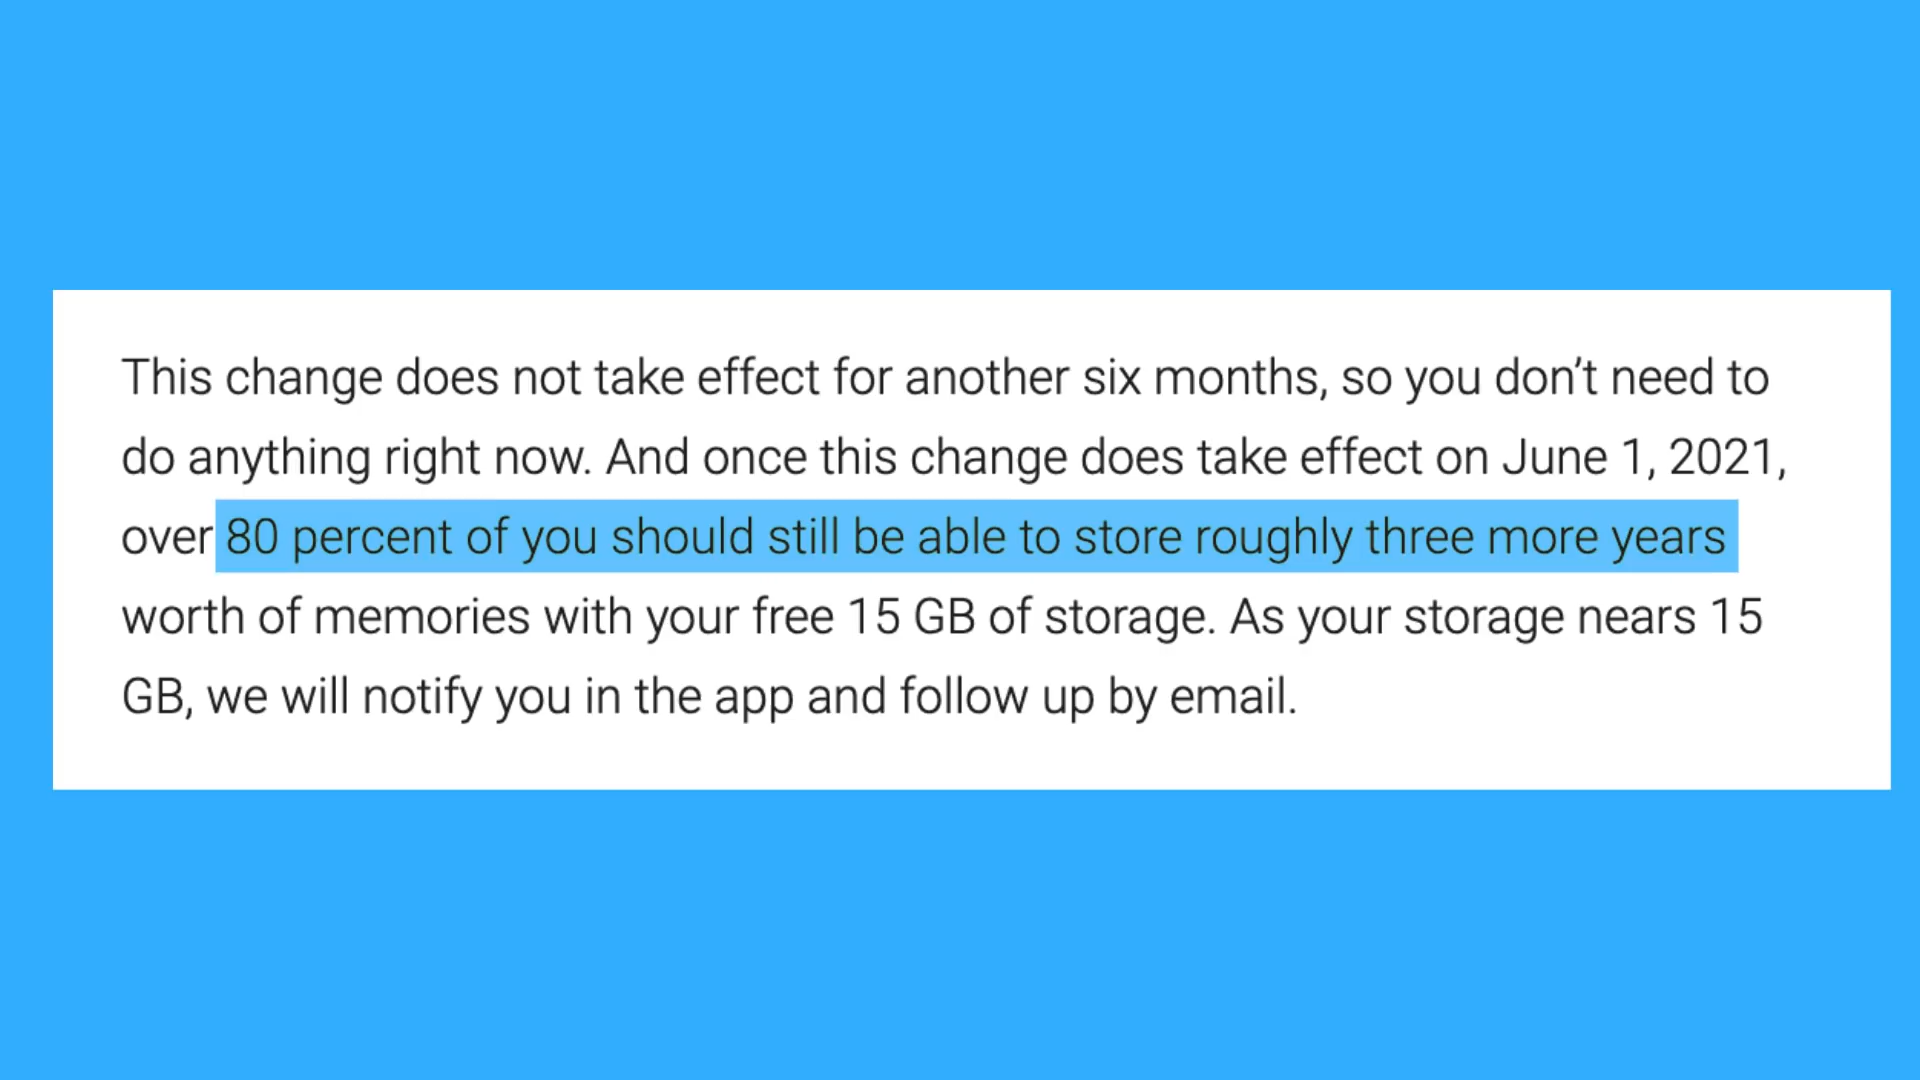 This change does not take effect for another six months, so you don’t need to
do anything right now. And once this change does take effect on June 1, 2021,
over 80 percent of you should still be able to store roughly three more years
worth of memories with your free 15 GB of storage. As your storage nears 15
GB, we will notify you in the app and follow up by email.